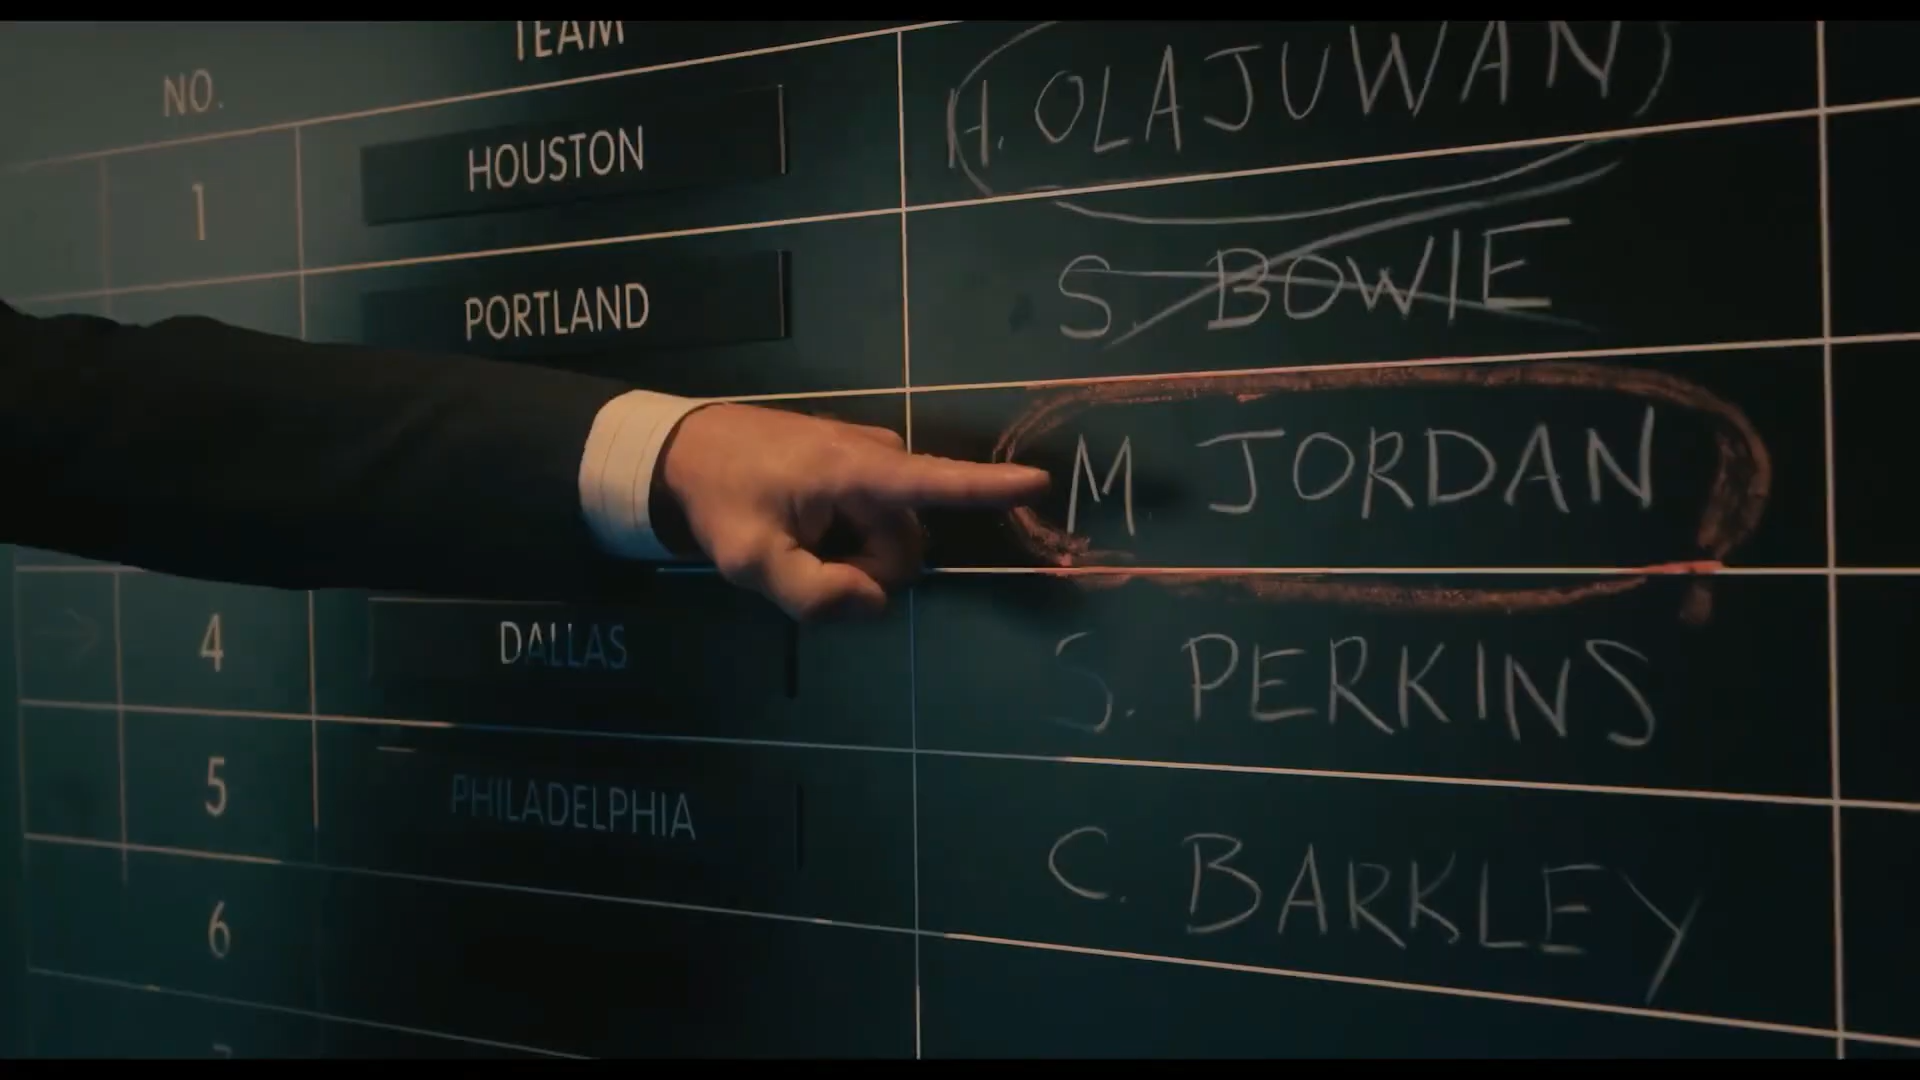 NO. TEAM
1 HOUSTON H. OLAJUWAN
PORTLAND S. BOWIE
M. JORDAN
4 DALLAS S. PERKINS
5 PHILADELPHIA C. BARKLEY
6